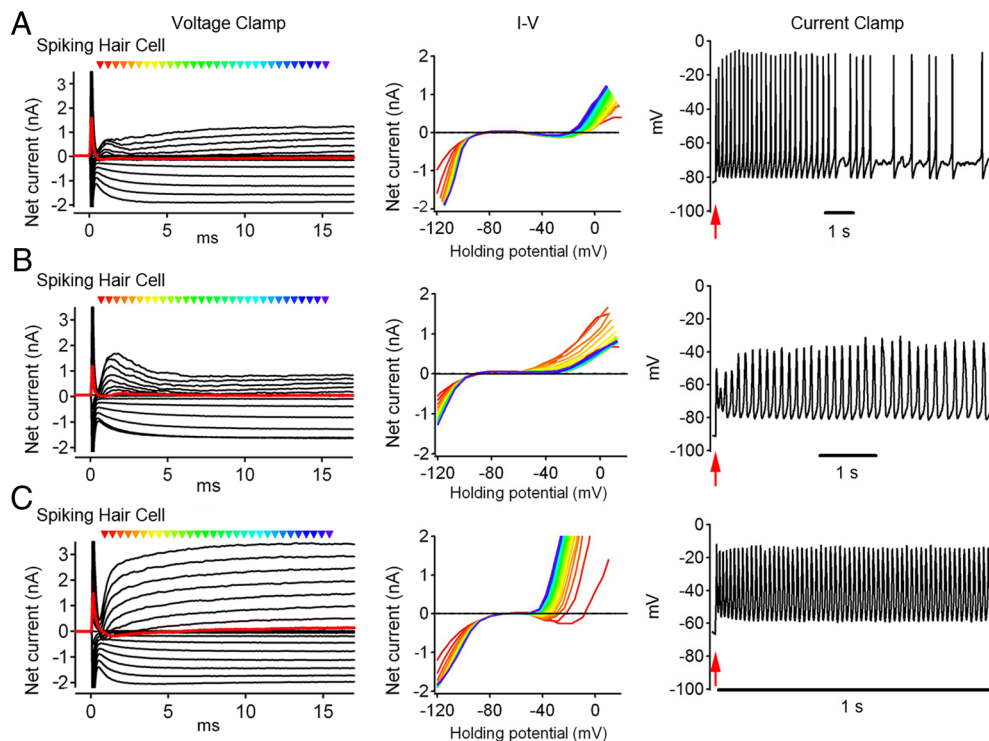 A
Voltage Clamp
I-V
Current Clamp
Spiking Hair Cell
Net current (nA)
3
2
1
0
-1
-2
0
5
10
15
ms
Net current (nA)
2
1
0
-1
2
-120
-80
-40
0
Holding potential (mV)
mV
0
-20
-40
-60
-80
-100
1 s
B
Spiking Hair Cell
Net current (nA)
3
2
1
0
-1
-2
0
5
10
15
ms
Net current (nA)
2
1
0
-1
2
-120
-80
-40
0
Holding potential (mV)
mV
0
-20
-40
-60
-80
-100
1 s
C
Spiking Hair Cell
Net current (nA)
3
2
1
0
-1
-2
0
5
10
15
ms
Net current (nA)
2
1
0
-1
2
-120
-80
-40
0
Holding potential (mV)
mV
0
-20
-40
-60
-80
-100
1 s